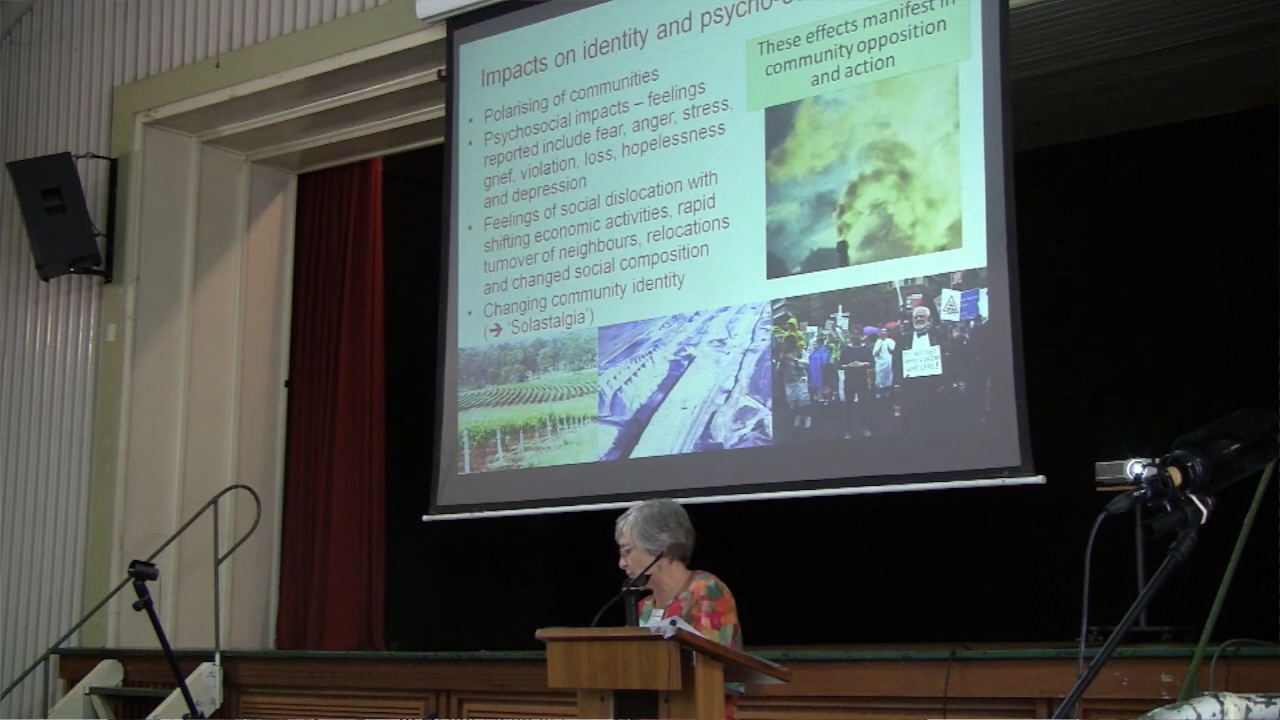 Impacts on identity and psycho-
• Polarising of communities
• Psychosocial impacts – feelings
reported include fear, anger, stress,
grief, violation, loss, hopelessness
and depression
• Feelings of social dislocation with
shifting economic activities, rapid
turnover of neighbours, relocations
and changed social composition
• Changing community identity
(→ 'Solastalgia')
These effects manifest in
community opposition
and action